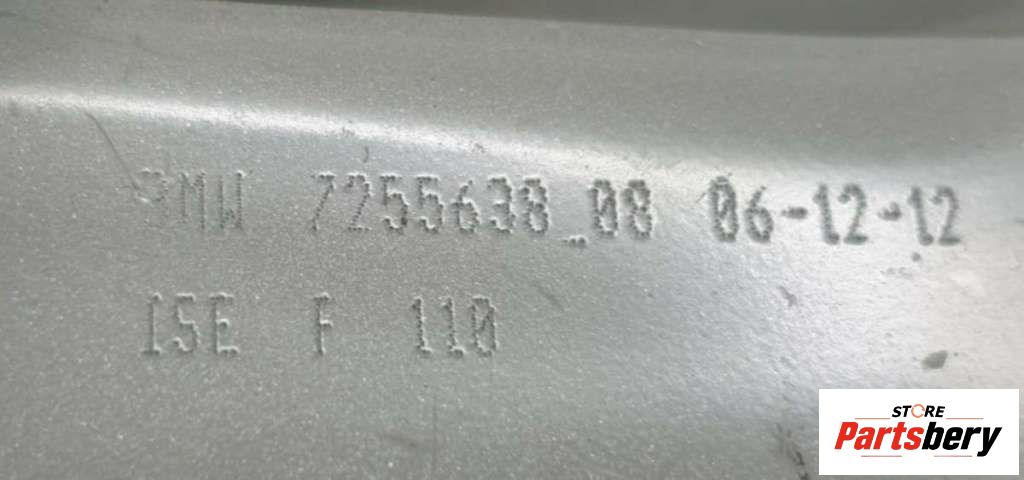 BMW 7255638_08 06-12-12
ISE F 110
STORE
Partsbery